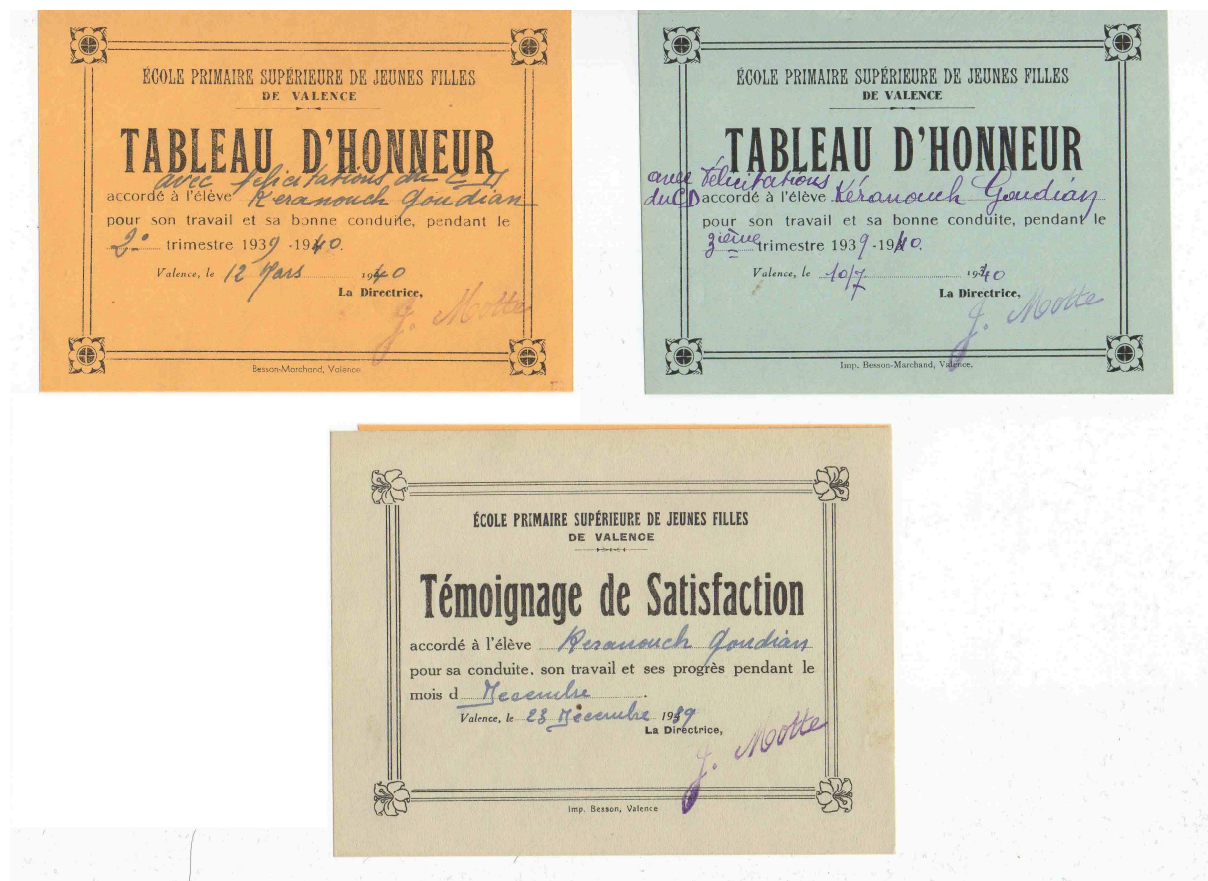 ÉCOLE PRIMAIRE SUPÉRIEURE DE JEUNES FILLES
DE VALENCE
TABLEAU D'HONNEUR
avec félicitations du C D
accordé à l'élève Keranouch Goudian
pour son travail et sa bonne conduite, pendant le
2º trimestre 1939-1940.
Valence, le 12 Mars 1940
La Directrice,
J. Motte
Besson-Marchand, Valence
ÉCOLE PRIMAIRE SUPÉRIEURE DE JEUNES FILLES
DE VALENCE
TABLEAU D'HONNEUR
avec félicitations
du CD accordé à l'élève Kéranouch Goudian
pour son travail et sa bonne conduite, pendant le
3ième trimestre 1939-1940.
Valence, le 10/7 1940
La Directrice,
J. Motte
Imp. Besson-Marchand, Valence.
ÉCOLE PRIMAIRE SUPÉRIEURE DE JEUNES FILLES
DE VALENCE
Témoignage de Satisfaction
accordé à l'élève Keranouch Goudian
pour sa conduite. son travail et ses progrès pendant le
mois d Decembre.
Valence, le 23 Décembre 1939
La Directrice,
J. Motte
Imp. Besson, Valence